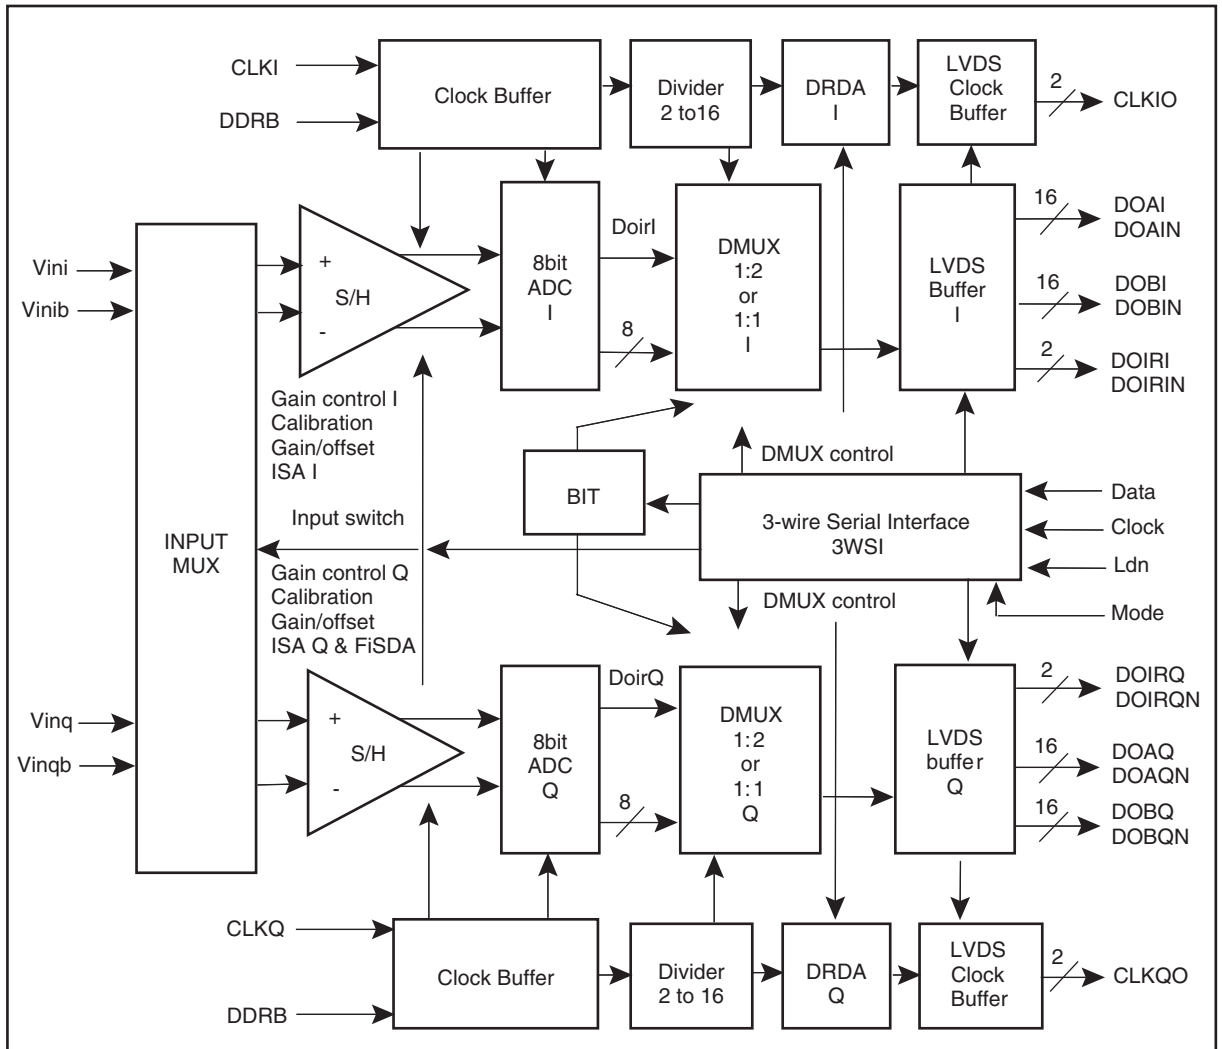 CLKI
DDRB
Clock Buffer
Divider
2 to16
DRDA
I
LVDS
Clock
Buffer
2
CLKIO
Vini
Vinib
INPUT
MUX
+
S/H
-
8bit
ADC
I
DoirI
8
DMUX
1:2
or
1:1
I
LVDS
Buffer
I
16
DOAI
DOAIN
16
DOBI
DOBIN
2
DOIRI
DOIRIN
Gain control I
Calibration
Gain/offset
ISA I
Input switch
Gain control Q
Calibration
Gain/offset
ISA Q & FiSDA
BIT
DMUX control
3-wire Serial Interface
3WSI
DMUX control
Data
Clock
Ldn
Mode
Vinq
Vinqb
+
S/H
-
8bit
ADC
Q
DoirQ
8
DMUX
1:2
or
1:1
Q
LVDS
buffer
Q
2
DOIRQ
DOIRQN
16
DOAQ
DOAQN
16
DOBQ
DOBQN
CLKQ
DDRB
Clock Buffer
Divider
2 to 16
DRDA
Q
LVDS
Clock
Buffer
2
CLKQO